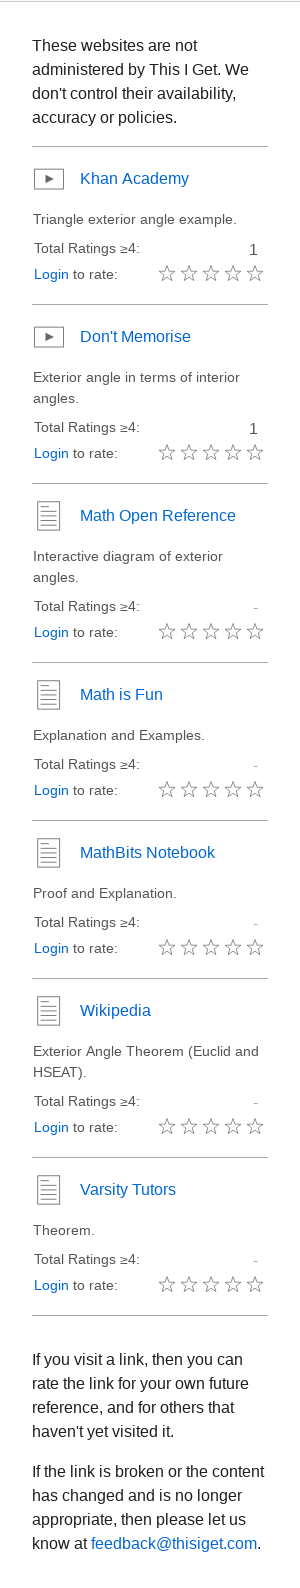 These websites are not
administered by This I Get. We
don't control their availability,
accuracy or policies.
Khan Academy
Triangle exterior angle example.
Total Ratings ≥4: 1
Login to rate:
Don't Memorise
Exterior angle in terms of interior
angles.
Total Ratings ≥4: 1
Login to rate:
Math Open Reference
Interactive diagram of exterior
angles.
Total Ratings ≥4: -
Login to rate:
Math is Fun
Explanation and Examples.
Total Ratings ≥4: -
Login to rate:
MathBits Notebook
Proof and Explanation.
Total Ratings ≥4: -
Login to rate:
Wikipedia
Exterior Angle Theorem (Euclid and
HSEAT).
Total Ratings ≥4: -
Login to rate:
Varsity Tutors
Theorem.
Total Ratings ≥4: -
Login to rate:
If you visit a link, then you can
rate the link for your own future
reference, and for others that
haven't yet visited it.
If the link is broken or the content
has changed and is no longer
appropriate, then please let us
know at feedback@thisiget.com.